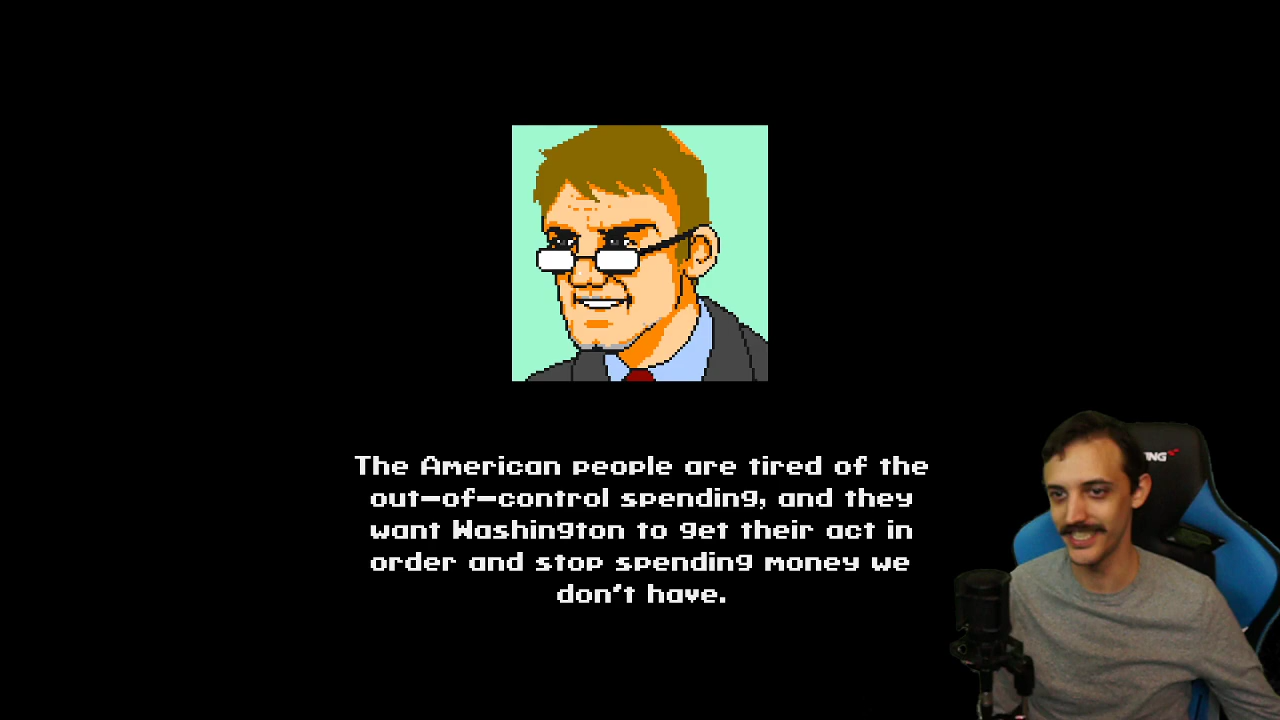 The American people are tired of the
out-of-control spending, and they
want Washington to get their act in
order and stop spending money we
don't have.